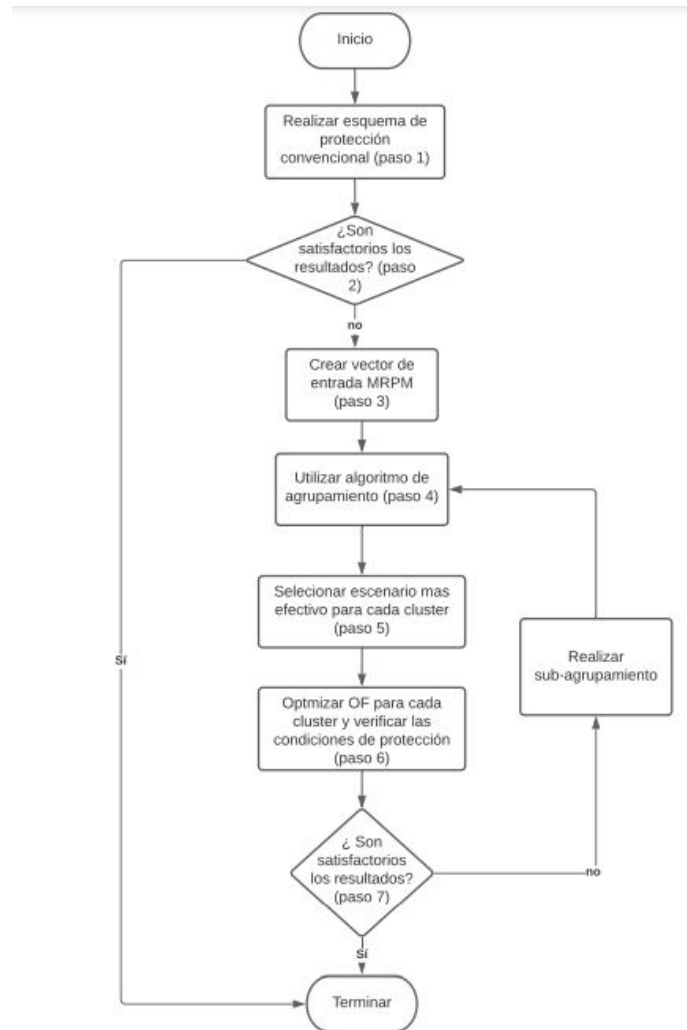 Inicio
Realizar esquema de
protección
convencional (paso 1)
¿Son
satisfactorios los
resultados? (paso
2)
no
Crear vector de
entrada MRPM
(paso 3)
Utilizar algoritmo de
agrupamiento (paso 4)
Selecionar escenario mas
efectivo para cada cluster
(paso 5)
Realizar
sub-agrupamiento
Sí
Optmizar OF para cada
cluster y verificar las
condiciones de protección
(paso 6)
¿ Son
satisfactorios
los resultados?
(paso 7)
no
Sí
Terminar